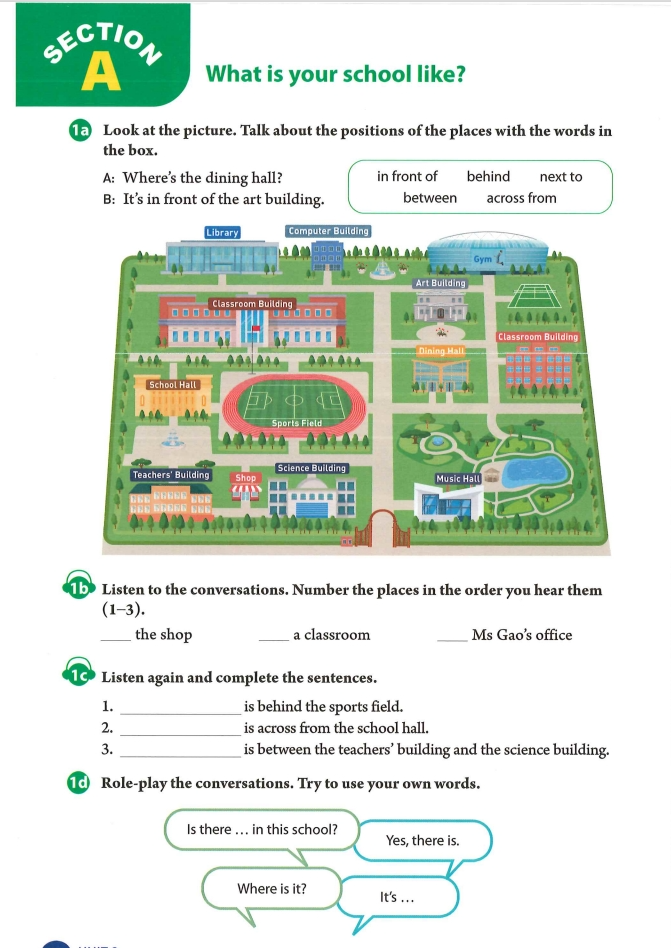 SECTION
A
What is your school like?
1a Look at the picture. Talk about the positions of the places with the words in
the box.
A: Where's the dining hall?
B: It's in front of the art building.
in front of behind next to
between across from
Library
Computer Building
Gym
Art Building
Classroom Building
Classroom Building
Dining Hall
School Hall
Sports Field
Teachers' Building
Shop
Science Building
Music Hall
1b Listen to the conversations. Number the places in the order you hear them
(1–3).
____ the shop ____ a classroom ____ Ms Gao's office
1c Listen again and complete the sentences.
1. ________________ is behind the sports field.
2. ________________ is across from the school hall.
3. ________________ is between the teachers' building and the science building.
1d Role-play the conversations. Try to use your own words.
Is there … in this school?
Yes, there is.
Where is it?
It's …